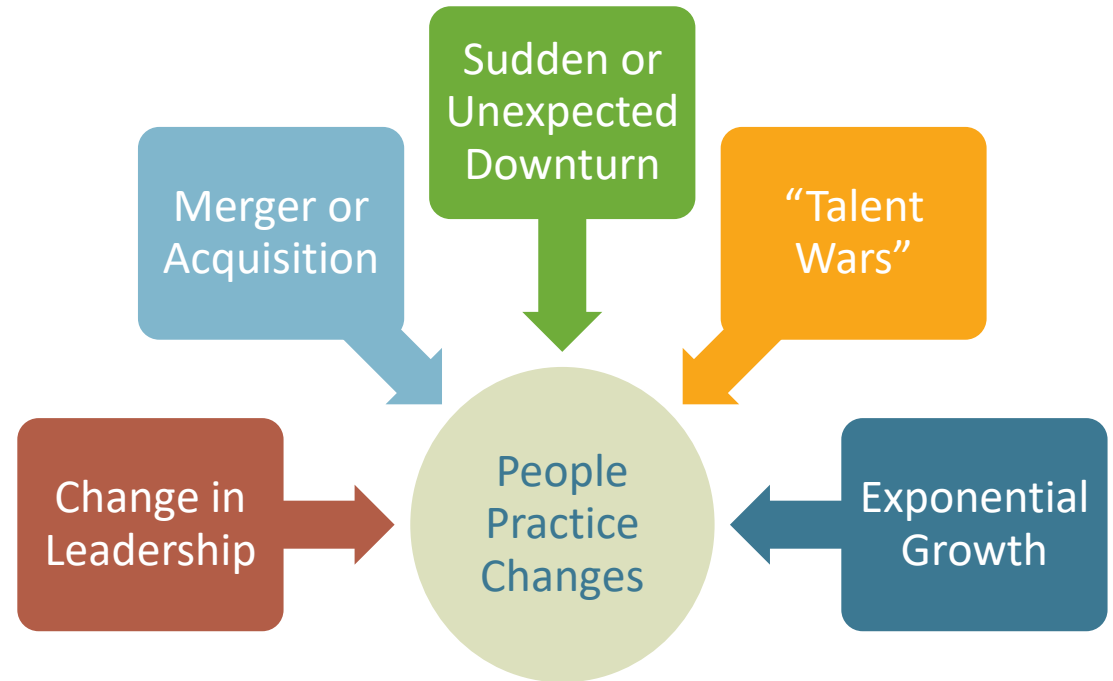 Sudden or
Unexpected
Downturn
Merger or
Acquisition
“Talent
Wars”
Change in
Leadership
People
Practice
Changes
Exponential
Growth